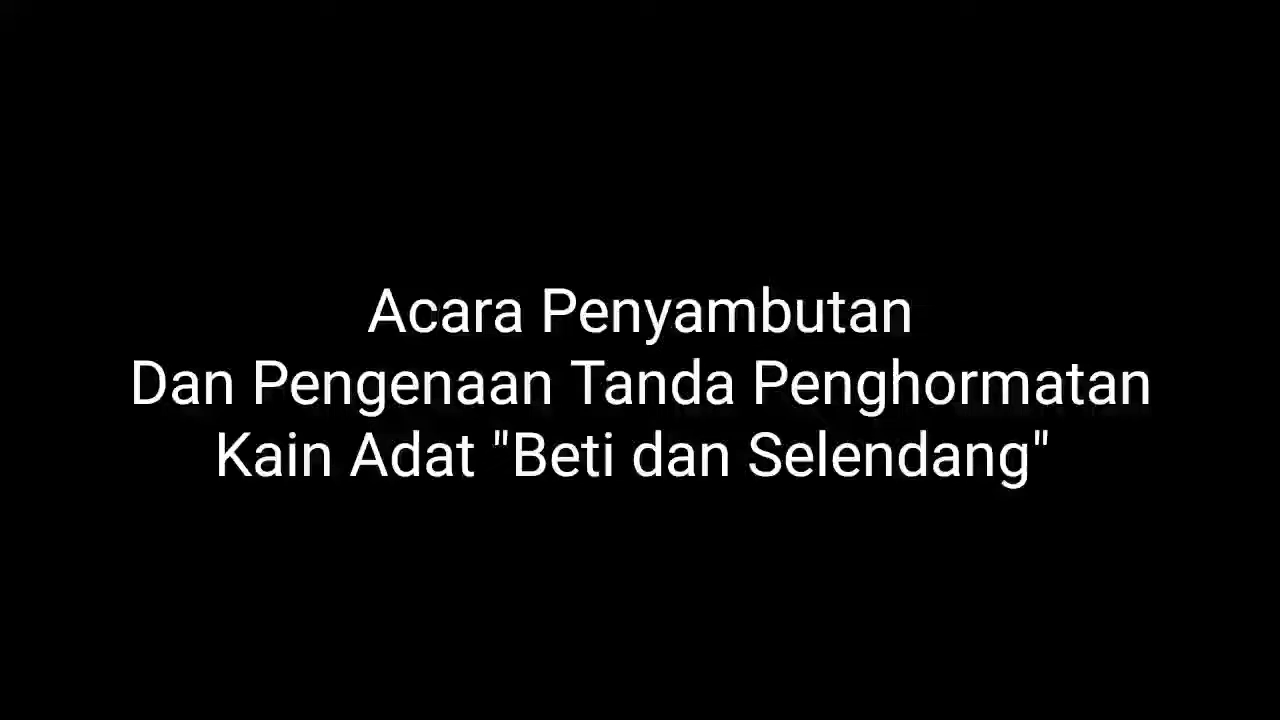 Acara Penyambutan
Dan Pengenaan Tanda Penghormatan
Kain Adat "Beti dan Selendang"